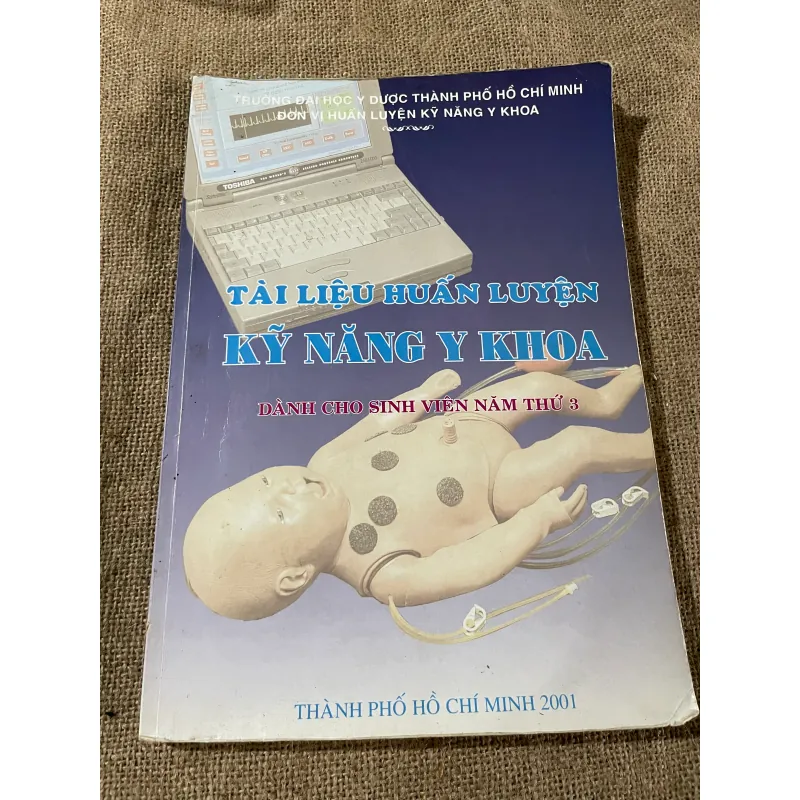 TRƯỜNG ĐẠI HỌC Y DƯỢC THÀNH PHỐ HỒ CHÍ MINH
ĐƠN VỊ HUẤN LUYỆN KỸ NĂNG Y KHOA
TOSHIBA
TÀI LIỆU HUẤN LUYỆN
KỸ NĂNG Y KHOA
DÀNH CHO SINH VIÊN NĂM THỨ 3
THÀNH PHỐ HỒ CHÍ MINH 2001